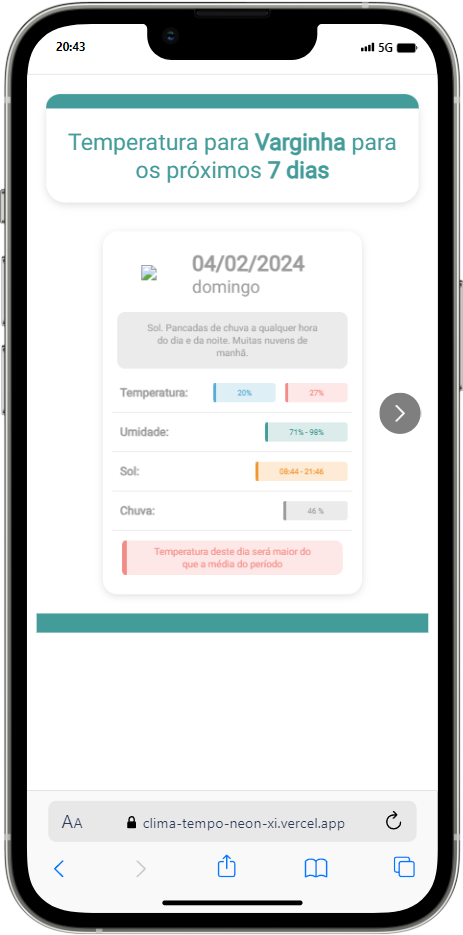 20:43
5G
Temperatura para Varginha para
os próximos 7 dias
04/02/2024
domingo
Sol. Pancadas de chuva a qualquer hora
do dia e da noite. Muitas nuvens de
manhã.
Temperatura: 20% 27%
Umidade: 71% - 98%
Sol: 08:44 - 21:46
Chuva: 46 %
Temperatura deste dia será maior do
que a média do período
AA clima-tempo-neon-xi.vercel.app